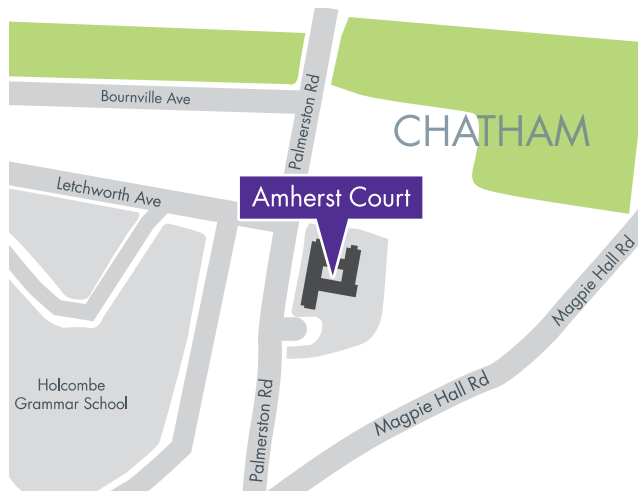 Palmerston Rd
Bournville Ave
CHATHAM
Letchworth Ave
Amherst Court
Magpie Hall Rd
Holcombe
Grammar School
Palmerston Rd
Magpie Hall Rd